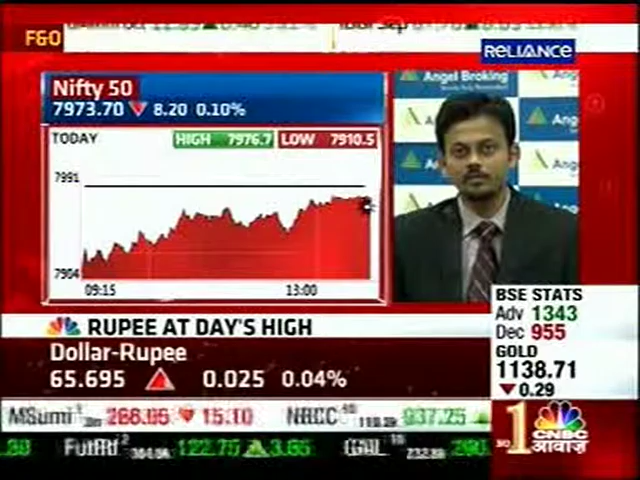 F&O
RELIANCE
Nifty 50
7973.70 8.20 0.10%
TODAY HIGH 7976.7 LOW 7910.5
7991
7904
09:15 13:00
Angel Broking
Angel
BSE STATS
Adv 1343
Dec 955
GOLD
1138.71
0.29
RUPEE AT DAY'S HIGH
Dollar-Rupee
65.695 0.025 0.04%
MSumi 15.10 937.25
FutRtl 122.75 3.65
1
CNBC
आवाज़